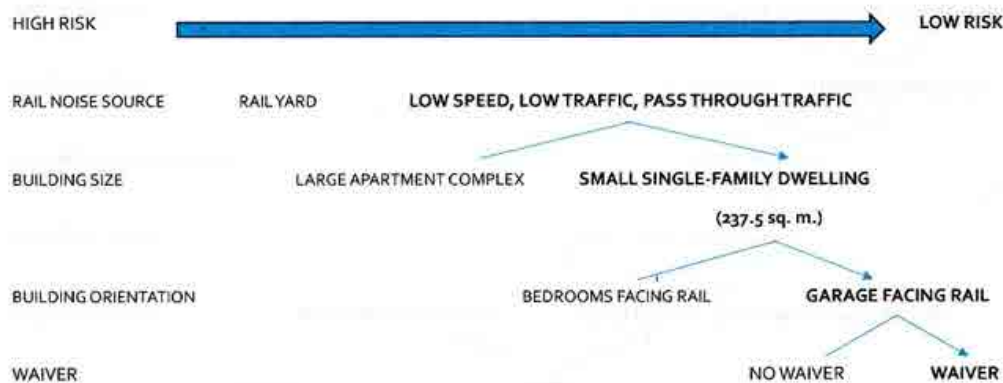 HIGH RISK LOW RISK
RAIL NOISE SOURCE RAIL YARD LOW SPEED, LOW TRAFFIC, PASS THROUGH TRAFFIC
BUILDING SIZE LARGE APARTMENT COMPLEX SMALL SINGLE-FAMILY DWELLING
(237.5 sq. m.)
BUILDING ORIENTATION BEDROOMS FACING RAIL GARAGE FACING RAIL
WAIVER NO WAIVER WAIVER